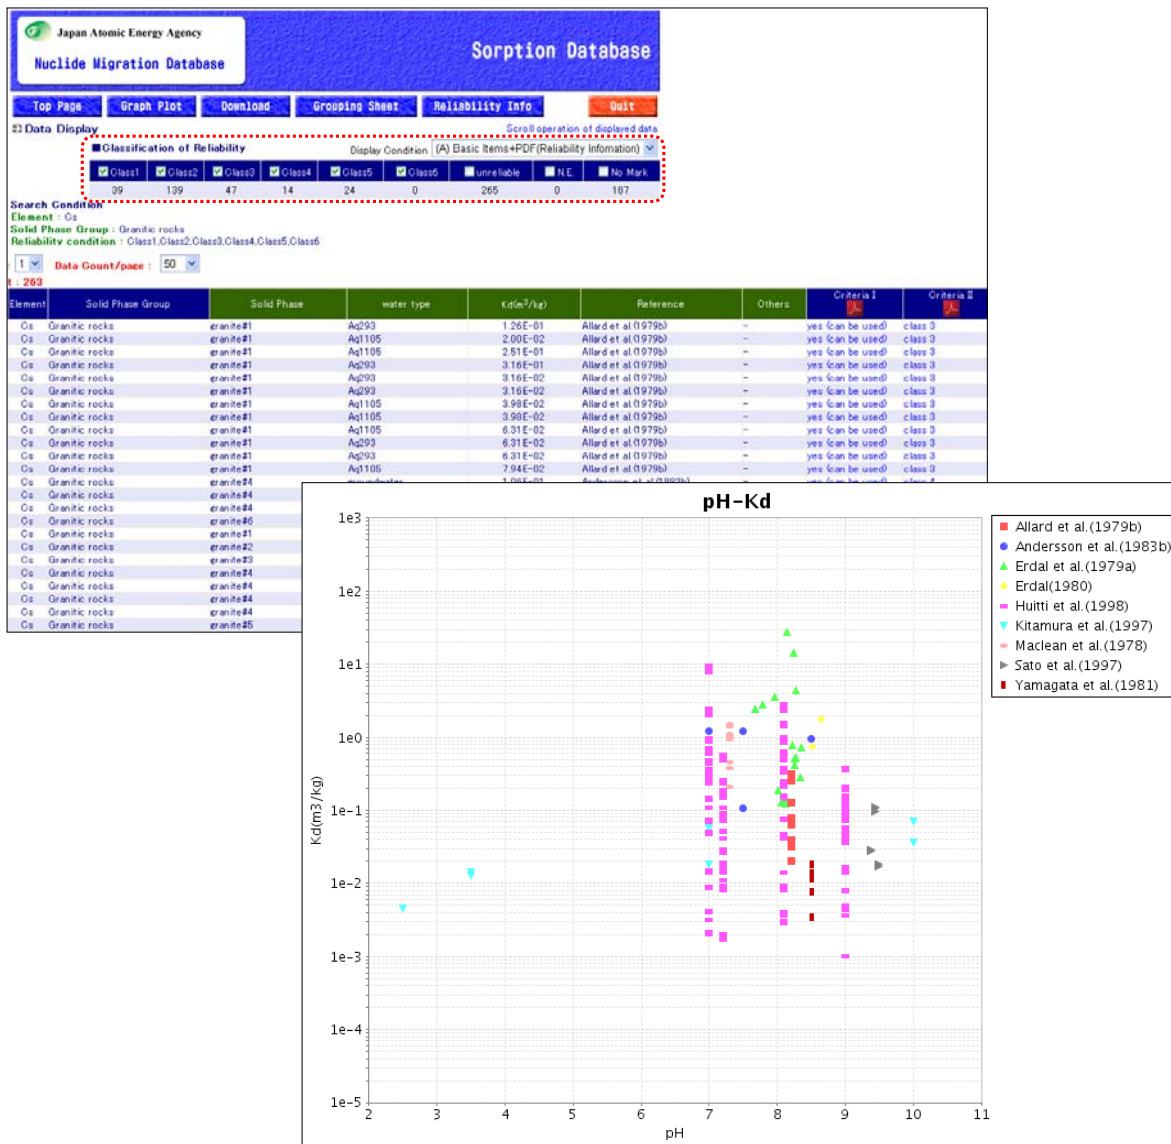 Japan Atomic Energy Agency
Nuclide Migration Database
Sorption Database
Top Page Graph Plot Download Grouping Sheet Reliability Info Quit
Data Display Scroll operation of displayed data
■Classification of Reliability Display Condition (A) Basic Items+PDF(Reliability Infomation)
Class1 Class2 Class3 Class4 Class5 Class6 unreliable N.E. No Mark
39 139 47 14 24 0 265 0 187
Search Condition
Element : Cs
Solid Phase Group : Granitic rocks
Reliability condition : Class1,Class2,Class3,Class4,Class5,Class6
: 1 Data Count/page : 50
t : 263
Element Solid Phase Group Solid Phase water type Kd(m³/kg) Reference Others Criteria I Criteria II
Cs Granitic rocks granite#1 Aq293 1.26E-01 Allard et al.(1979b) - yes (can be used) class 3
Cs Granitic rocks granite#1 Aq1105 2.00E-02 Allard et al.(1979b) - yes (can be used) class 3
Cs Granitic rocks granite#1 Aq1105 2.51E-01 Allard et al.(1979b) - yes (can be used) class 3
Cs Granitic rocks granite#1 Aq293 3.16E-01 Allard et al.(1979b) - yes (can be used) class 3
Cs Granitic rocks granite#1 Aq293 3.16E-02 Allard et al.(1979b) - yes (can be used) class 3
Cs Granitic rocks granite#1 Aq293 3.16E-02 Allard et al.(1979b) - yes (can be used) class 3
Cs Granitic rocks granite#1 Aq1105 3.98E-02 Allard et al.(1979b) - yes (can be used) class 3
Cs Granitic rocks granite#1 Aq1105 3.98E-02 Allard et al.(1979b) - yes (can be used) class 3
Cs Granitic rocks granite#1 Aq1105 6.31E-02 Allard et al.(1979b) - yes (can be used) class 3
Cs Granitic rocks granite#1 Aq293 6.31E-02 Allard et al.(1979b) - yes (can be used) class 3
Cs Granitic rocks granite#1 Aq293 6.31E-02 Allard et al.(1979b) - yes (can be used) class 3
Cs Granitic rocks granite#1 Aq1105 7.94E-02 Allard et al.(1979b) - yes (can be used) class 3
Cs Granitic rocks granite#4 groundwater 1.06E-01 Andersson et al.(1983b) - yes (can be used) class 4
Cs Granitic rocks granite#4
Cs Granitic rocks granite#4
Cs Granitic rocks granite#6
Cs Granitic rocks granite#1
Cs Granitic rocks granite#2
Cs Granitic rocks granite#3
Cs Granitic rocks granite#4
Cs Granitic rocks granite#4
Cs Granitic rocks granite#4
Cs Granitic rocks granite#4
Cs Granitic rocks granite#5
pH-Kd
1e3
1e2
1e1
1e0
1e-1
1e-2
1e-3
1e-4
1e-5
Kd(m3/kg)
2 3 4 5 6 7 8 9 10 11
pH
Allard et al.(1979b)
Andersson et al.(1983b)
Erdal et al.(1979a)
Erdal(1980)
Huitti et al.(1998)
Kitamura et al.(1997)
Maclean et al.(1978)
Sato et al.(1997)
Yamagata et al.(1981)